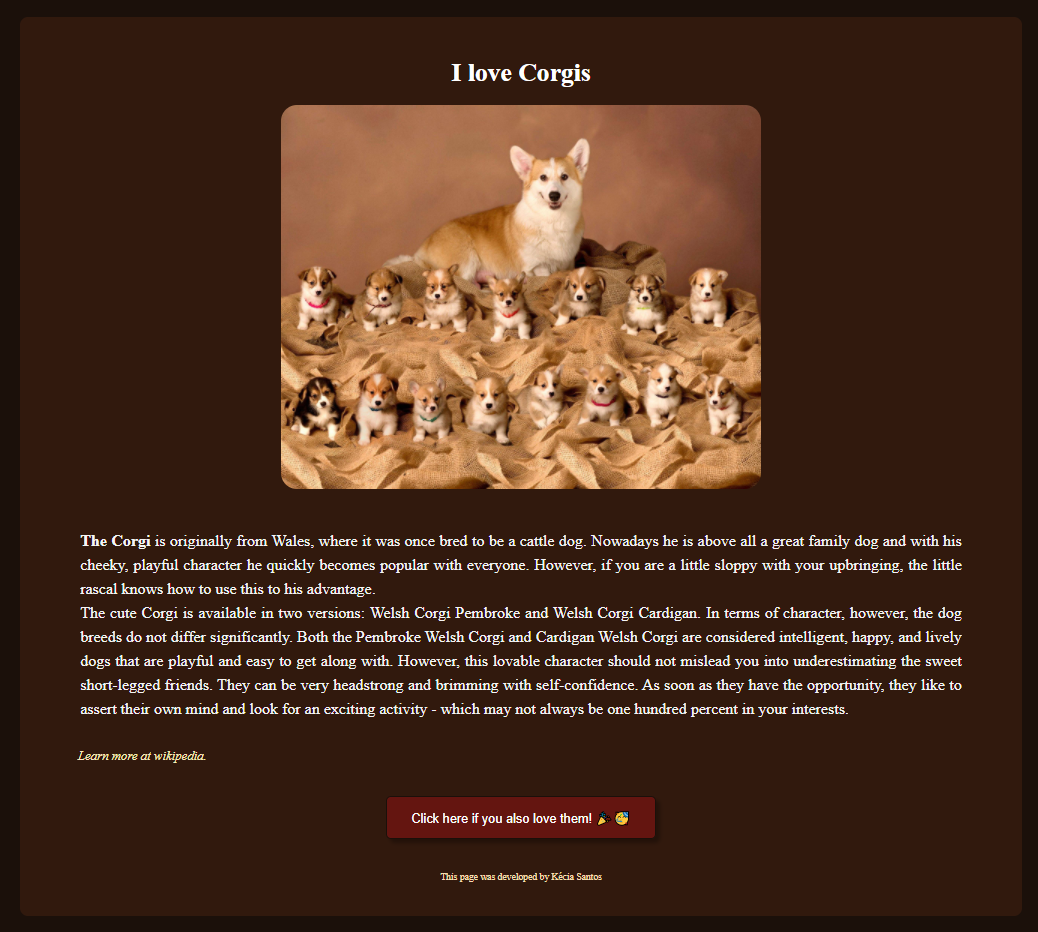 I love Corgis
The Corgi is originally from Wales, where it was once bred to be a cattle dog. Nowadays he is above all a great family dog and with his
cheeky, playful character he quickly becomes popular with everyone. However, if you are a little sloppy with your upbringing, the little
rascal knows how to use this to his advantage.
The cute Corgi is available in two versions: Welsh Corgi Pembroke and Welsh Corgi Cardigan. In terms of character, however, the dog
breeds do not differ significantly. Both the Pembroke Welsh Corgi and Cardigan Welsh Corgi are considered intelligent, happy, and lively
dogs that are playful and easy to get along with. However, this lovable character should not mislead you into underestimating the sweet
short-legged friends. They can be very headstrong and brimming with self-confidence. As soon as they have the opportunity, they like to
assert their own mind and look for an exciting activity - which may not always be one hundred percent in your interests.
Learn more at wikipedia.
Click here if you also love them! 🎉🥳
This page was developed by Kécia Santos